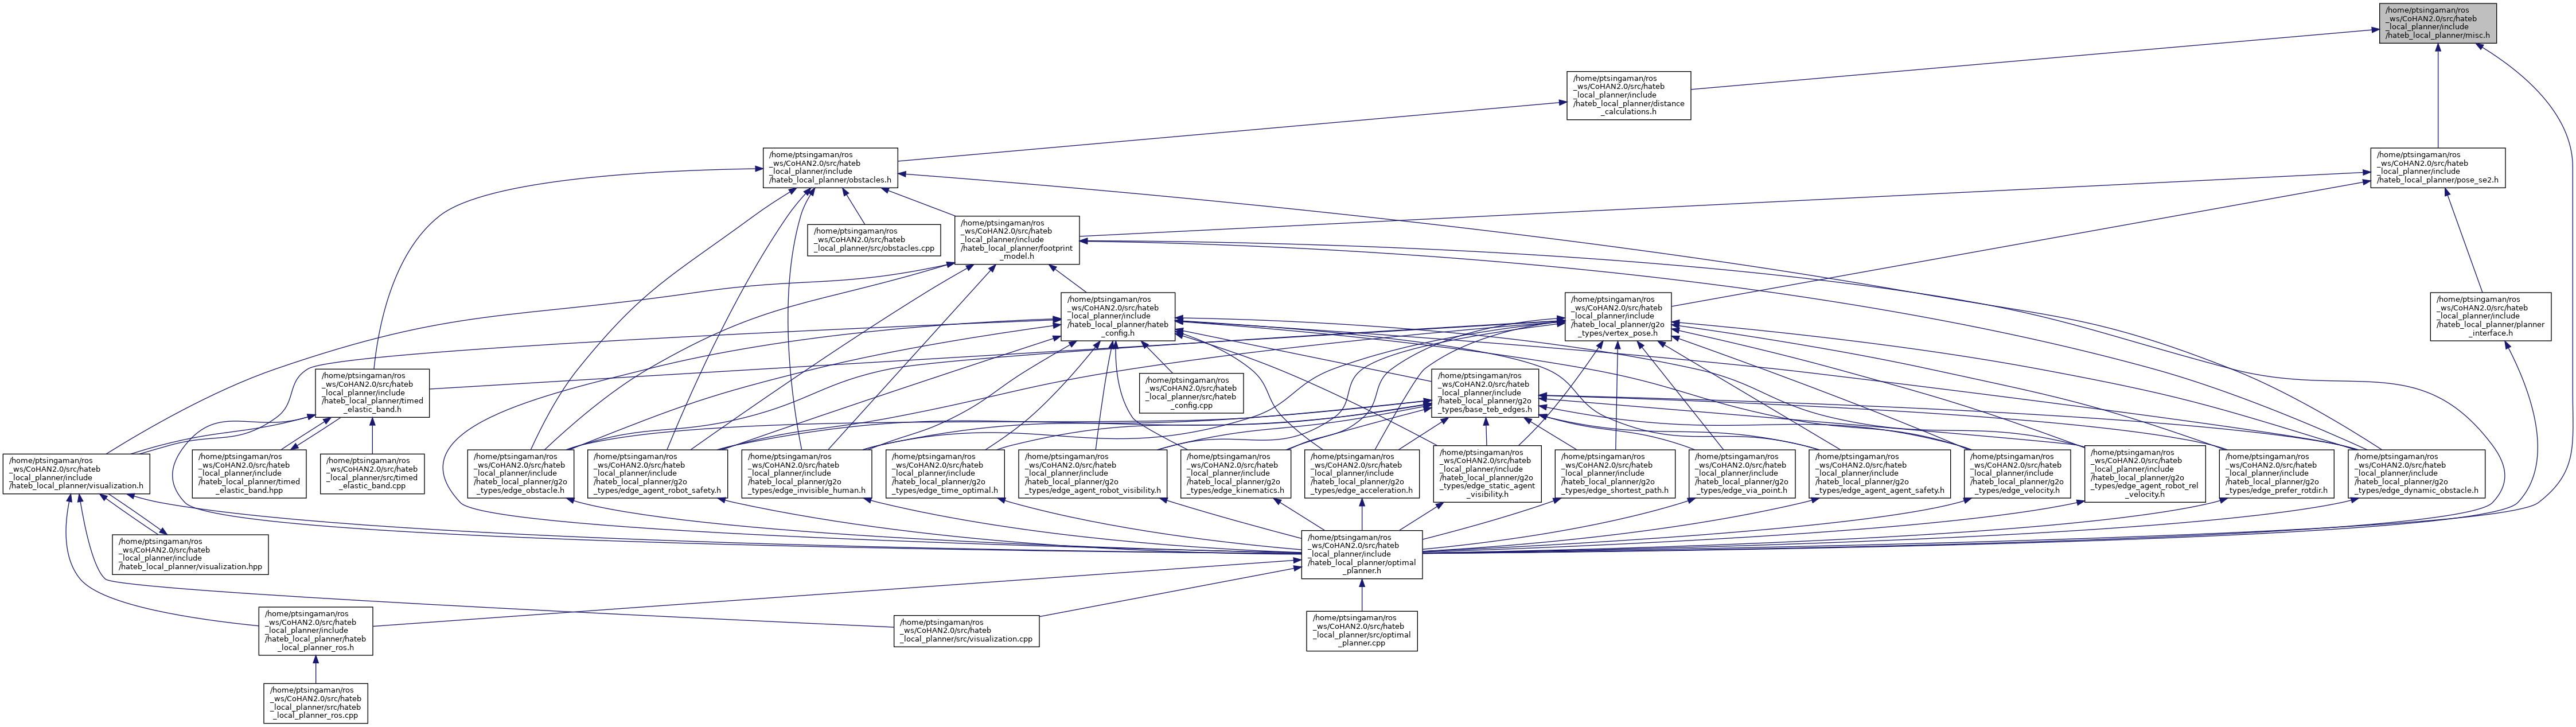 /home/ptsingaman/ros
_ws/CoHAN2.0/src/hateb
_local_planner/include
/hateb_local_planner/misc.h
/home/ptsingaman/ros
_ws/CoHAN2.0/src/hateb
_local_planner/include
/hateb_local_planner/distance
_calculations.h
/home/ptsingaman/ros
_ws/CoHAN2.0/src/hateb
_local_planner/include
/hateb_local_planner/obstacles.h
/home/ptsingaman/ros
_ws/CoHAN2.0/src/hateb
_local_planner/include
/hateb_local_planner/pose_se2.h
/home/ptsingaman/ros
_ws/CoHAN2.0/src/hateb
_local_planner/src/obstacles.cpp
/home/ptsingaman/ros
_ws/CoHAN2.0/src/hateb
_local_planner/include
/hateb_local_planner/footprint
_model.h
/home/ptsingaman/ros
_ws/CoHAN2.0/src/hateb
_local_planner/include
/hateb_local_planner/hateb
_config.h
/home/ptsingaman/ros
_ws/CoHAN2.0/src/hateb
_local_planner/include
/hateb_local_planner/g2o
_types/vertex_pose.h
/home/ptsingaman/ros
_ws/CoHAN2.0/src/hateb
_local_planner/include
/hateb_local_planner/planner
_interface.h
/home/ptsingaman/ros
_ws/CoHAN2.0/src/hateb
_local_planner/include
/hateb_local_planner/timed
_elastic_band.h
/home/ptsingaman/ros
_ws/CoHAN2.0/src/hateb
_local_planner/src/hateb
_config.cpp
/home/ptsingaman/ros
_ws/CoHAN2.0/src/hateb
_local_planner/include
/hateb_local_planner/g2o
_types/base_teb_edges.h
/home/ptsingaman/ros
_ws/CoHAN2.0/src/hateb
_local_planner/include
/hateb_local_planner/visualization.h
/home/ptsingaman/ros
_ws/CoHAN2.0/src/hateb
_local_planner/include
/hateb_local_planner/timed
_elastic_band.hpp
/home/ptsingaman/ros
_ws/CoHAN2.0/src/hateb
_local_planner/src/timed
_elastic_band.cpp
/home/ptsingaman/ros
_ws/CoHAN2.0/src/hateb
_local_planner/include
/hateb_local_planner/g2o
_types/edge_obstacle.h
/home/ptsingaman/ros
_ws/CoHAN2.0/src/hateb
_local_planner/include
/hateb_local_planner/g2o
_types/edge_agent_robot_safety.h
/home/ptsingaman/ros
_ws/CoHAN2.0/src/hateb
_local_planner/include
/hateb_local_planner/g2o
_types/edge_invisible_human.h
/home/ptsingaman/ros
_ws/CoHAN2.0/src/hateb
_local_planner/include
/hateb_local_planner/g2o
_types/edge_time_optimal.h
/home/ptsingaman/ros
_ws/CoHAN2.0/src/hateb
_local_planner/include
/hateb_local_planner/g2o
_types/edge_agent_robot_visibility.h
/home/ptsingaman/ros
_ws/CoHAN2.0/src/hateb
_local_planner/include
/hateb_local_planner/g2o
_types/edge_kinematics.h
/home/ptsingaman/ros
_ws/CoHAN2.0/src/hateb
_local_planner/include
/hateb_local_planner/g2o
_types/edge_acceleration.h
/home/ptsingaman/ros
_ws/CoHAN2.0/src/hateb
_local_planner/include
/hateb_local_planner/g2o
_types/edge_static_agent
_visibility.h
/home/ptsingaman/ros
_ws/CoHAN2.0/src/hateb
_local_planner/include
/hateb_local_planner/g2o
_types/edge_shortest_path.h
/home/ptsingaman/ros
_ws/CoHAN2.0/src/hateb
_local_planner/include
/hateb_local_planner/g2o
_types/edge_via_point.h
/home/ptsingaman/ros
_ws/CoHAN2.0/src/hateb
_local_planner/include
/hateb_local_planner/g2o
_types/edge_agent_agent_safety.h
/home/ptsingaman/ros
_ws/CoHAN2.0/src/hateb
_local_planner/include
/hateb_local_planner/g2o
_types/edge_velocity.h
/home/ptsingaman/ros
_ws/CoHAN2.0/src/hateb
_local_planner/include
/hateb_local_planner/g2o
_types/edge_agent_robot_rel
_velocity.h
/home/ptsingaman/ros
_ws/CoHAN2.0/src/hateb
_local_planner/include
/hateb_local_planner/g2o
_types/edge_prefer_rotdir.h
/home/ptsingaman/ros
_ws/CoHAN2.0/src/hateb
_local_planner/include
/hateb_local_planner/g2o
_types/edge_dynamic_obstacle.h
/home/ptsingaman/ros
_ws/CoHAN2.0/src/hateb
_local_planner/include
/hateb_local_planner/visualization.hpp
/home/ptsingaman/ros
_ws/CoHAN2.0/src/hateb
_local_planner/include
/hateb_local_planner/optimal
_planner.h
/home/ptsingaman/ros
_ws/CoHAN2.0/src/hateb
_local_planner/include
/hateb_local_planner/hateb
_local_planner_ros.h
/home/ptsingaman/ros
_ws/CoHAN2.0/src/hateb
_local_planner/src/visualization.cpp
/home/ptsingaman/ros
_ws/CoHAN2.0/src/hateb
_local_planner/src/optimal
_planner.cpp
/home/ptsingaman/ros
_ws/CoHAN2.0/src/hateb
_local_planner/src/hateb
_local_planner_ros.cpp